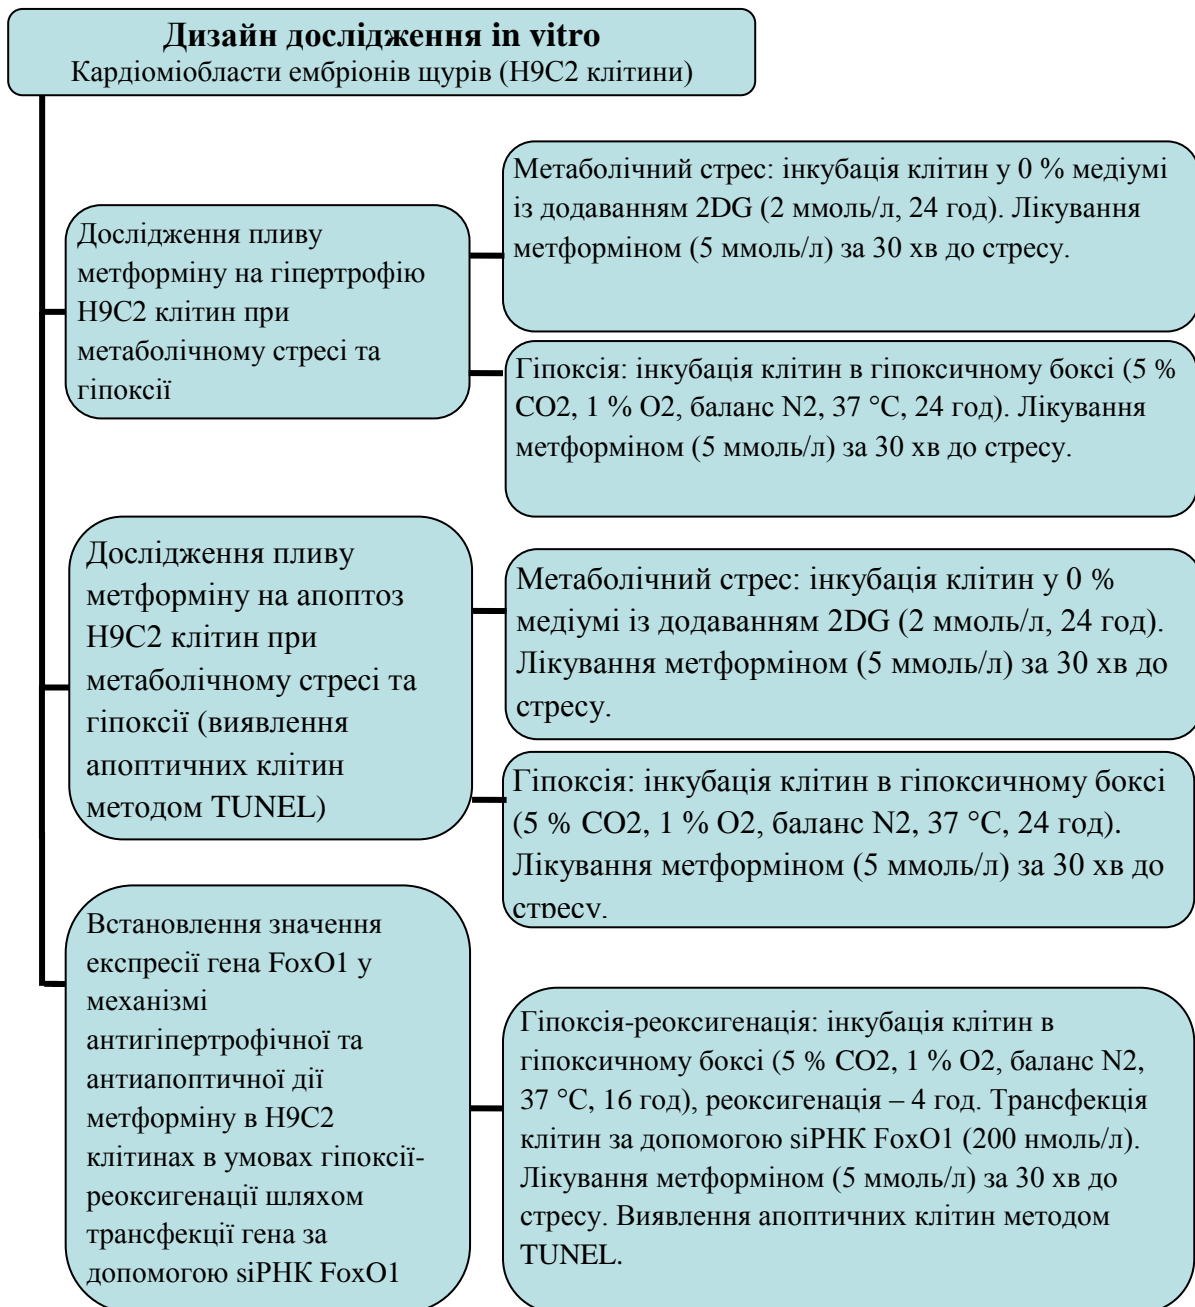 Дизайн дослідження in vitro
Кардіоміобласти ембріонів щурів (H9C2 клітини)
Дослідження пливу
метформіну на гіпертрофію
H9C2 клітин при
метаболічному стресі та
гіпоксії
Метаболічний стрес: інкубація клітин у 0 % медіумі
із додаванням 2DG (2 ммоль/л, 24 год). Лікування
метформіном (5 ммоль/л) за 30 хв до стресу.
Гіпоксія: інкубація клітин в гіпоксичному боксі (5 %
CO2, 1 % O2, баланс N2, 37 °C, 24 год). Лікування
метформіном (5 ммоль/л) за 30 хв до стресу.
Дослідження пливу
метформіну на апоптоз
H9C2 клітин при
метаболічному стресі та
гіпоксії (виявлення
апоптичних клітин
методом TUNEL)
Метаболічний стрес: інкубація клітин у 0 %
медіумі із додаванням 2DG (2 ммоль/л, 24 год).
Лікування метформіном (5 ммоль/л) за 30 хв до
стресу.
Гіпоксія: інкубація клітин в гіпоксичному боксі
(5 % CO2, 1 % O2, баланс N2, 37 °C, 24 год).
Лікування метформіном (5 ммоль/л) за 30 хв до
стресу.
Встановлення значення
експресії гена FoxO1 у
механізмі
антигіпертрофічної та
антиапоптичної дії
метформіну в H9C2
клітинах в умовах гіпоксії-
реоксигенації шляхом
трансфекції гена за
допомогою siРНК FoxO1
Гіпоксія-реоксигенація: інкубація клітин в
гіпоксичному боксі (5 % CO2, 1 % O2, баланс N2,
37 °C, 16 год), реоксигенація – 4 год. Трансфекція
клітин за допомогою siРНК FoxO1 (200 нмоль/л).
Лікування метформіном (5 ммоль/л) за 30 хв до
стресу. Виявлення апоптичних клітин методом
TUNEL.